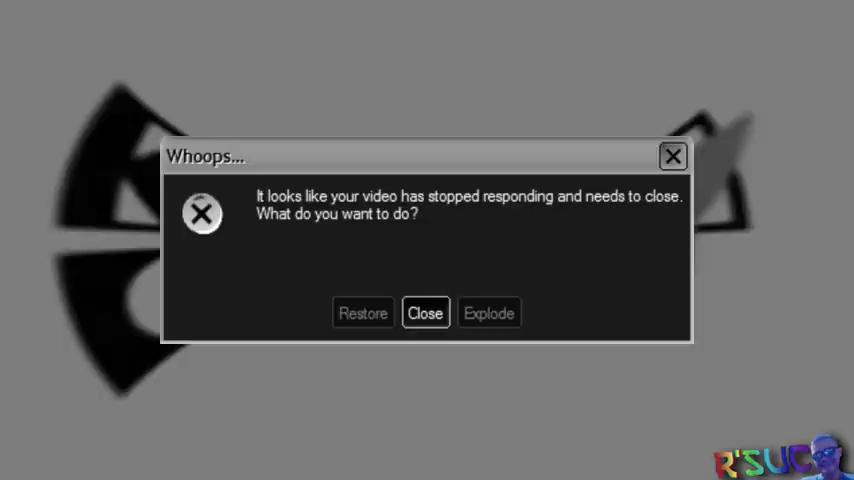 Whoops...
It looks like your video has stopped responding and needs to close.
What do you want to do?
Restore Close Explode
R'SUC